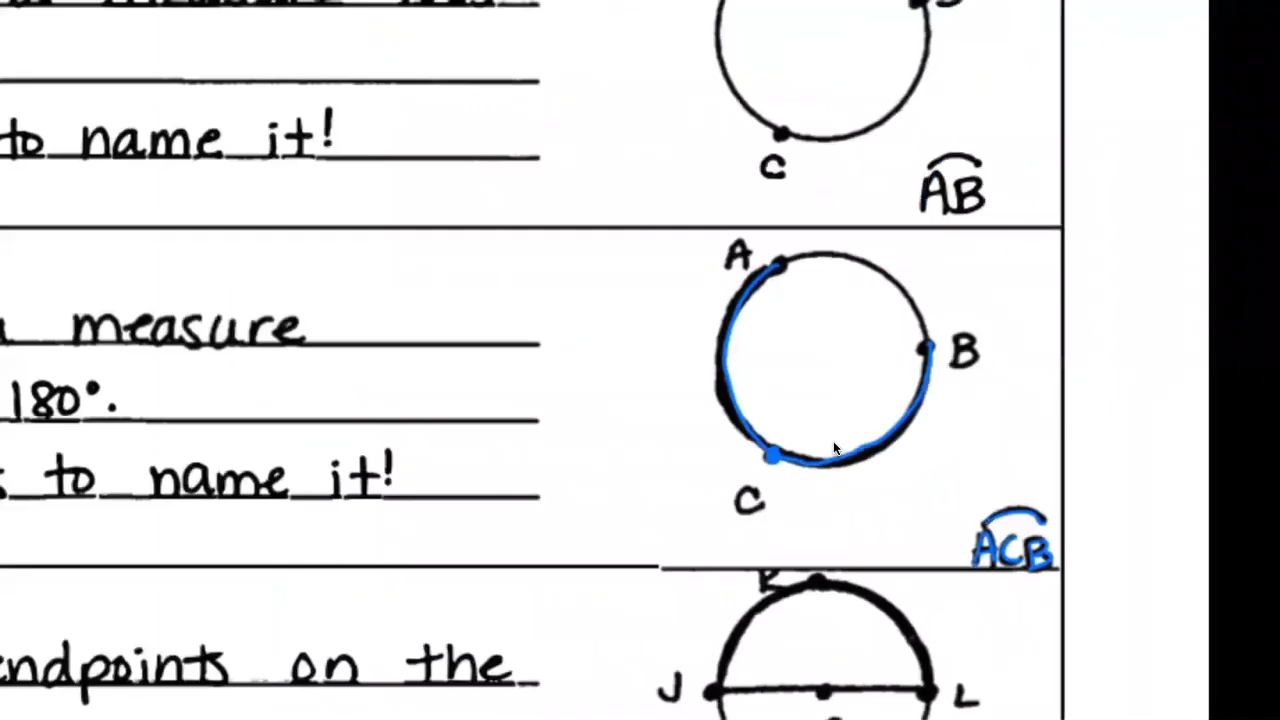 C
to name it!
AB
A
measure
B
180°.
to name it!
C
ACB
K
endpoints on the
J
L